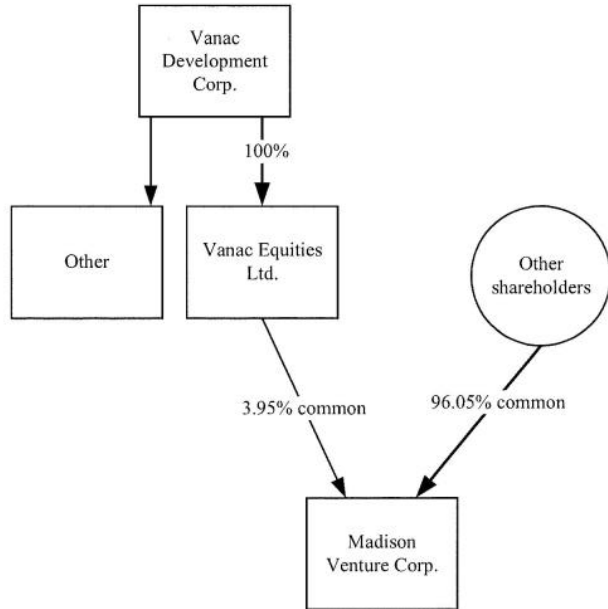 Vanac
Development
Corp.
100%
Other
Vanac Equities
Ltd.
Other
shareholders
3.95% common
96.05% common
Madison
Venture Corp.